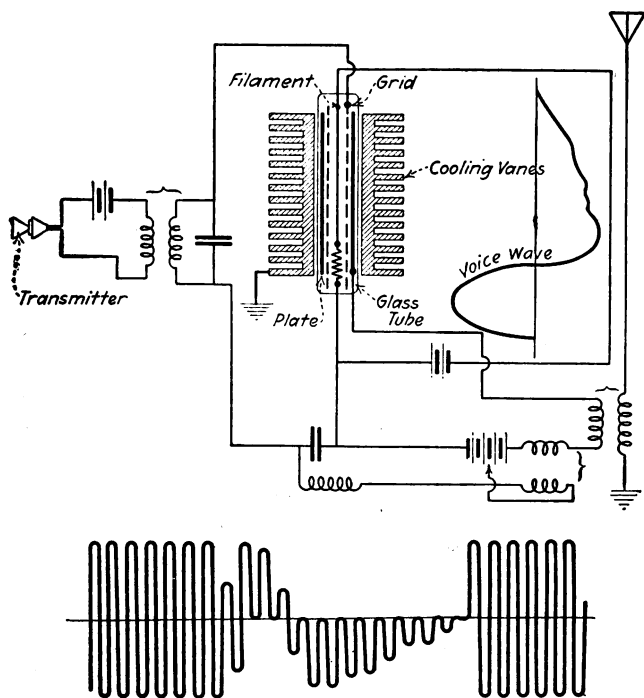 Filament
Grid
Cooling Vanes
Voice Wave
Transmitter
Plate
Glass
Tube